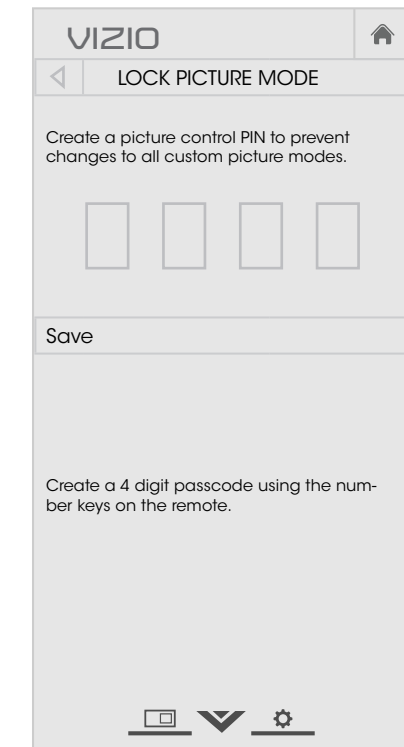 VIZIO
LOCK PICTURE MODE
Create a picture control PIN to prevent
changes to all custom picture modes.
Save
Create a 4 digit passcode using the num-
ber keys on the remote.